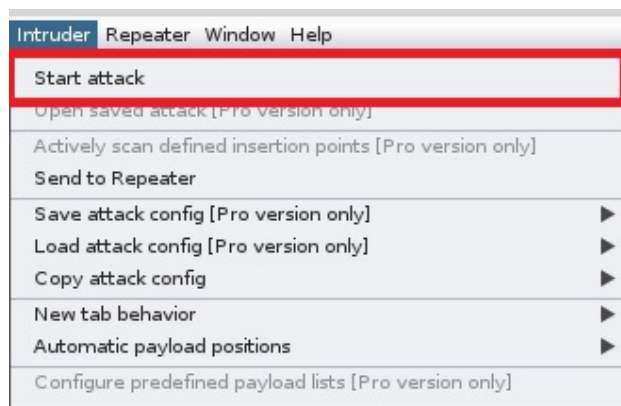 Intruder Repeater Window Help
Start attack
Open saved attack [Pro version only]
Actively scan defined insertion points [Pro version only]
Send to Repeater
Save attack config [Pro version only]
Load attack config [Pro version only]
Copy attack config
New tab behavior
Automatic payload positions
Configure predefined payload lists [Pro version only]